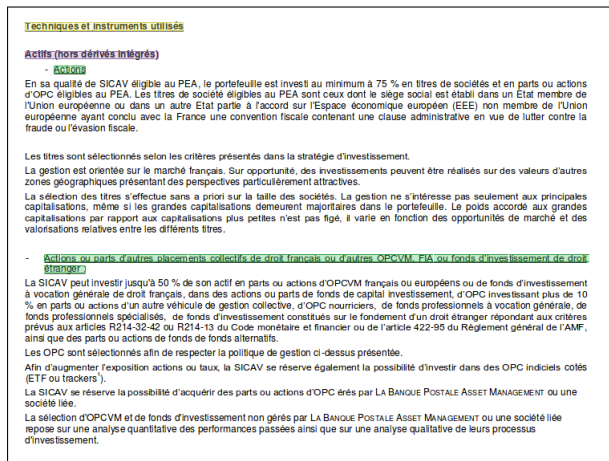 Techniques et instruments utilisés
Actifs (hors dérivés intégrés)
- Actions
En sa qualité de SICAV éligible au PEA, le portefeuille est investi au minimum à 75 % en titres de sociétés et en parts ou actions
d'OPC éligibles au PEA. Les titres de société éligibles au PEA sont ceux dont le siège social est établi dans un Etat membre de
l'Union européenne ou dans un autre Etat partie à l'accord sur l'Espace économique européen (EEE) non membre de l'Union
européenne ayant conclu avec la France une convention fiscale contenant une clause administrative en vue de lutter contre la
fraude ou l'évasion fiscale.
Les titres sont sélectionnés selon les critères présentés dans la stratégie d'investissement.
La gestion est orientée sur le marché français. Sur opportunité, des investissements peuvent être réalisés sur des valeurs d'autres
zones géographiques présentant des perspectives particulièrement attractives.
La sélection des titres s'effectue sans a priori sur la taille des sociétés. La gestion ne s'intéresse pas seulement aux principales
capitalisations, même si les grandes capitalisations demeurent majoritaires dans le portefeuille. Le poids accordé aux grandes
capitalisations par rapport aux capitalisations plus petites n'est pas figé, il varie en fonction des opportunités de marché et des
valorisations relatives entre les différents titres.
- Actions ou parts d'autres placements collectifs de droit français ou d'autres OPCVM, FIA ou fonds d'investissement de droit
étranger :
La SICAV peut investir jusqu'à 50 % de son actif en parts ou actions d'OPCVM français ou européens ou de fonds d'investissement
à vocation générale de droit français, dans des actions ou parts de fonds de capital investissement, d'OPC investissant plus de 10
% en parts ou actions d'un autre véhicule de gestion collective, d'OPC nourriciers, de fonds professionnels à vocation générale, de
fonds professionnels spécialisés, de fonds d'investissement constitués sur le fondement d'un droit étranger répondant aux critères
prévus aux articles R214-32-42 ou R214-13 du Code monétaire et financier ou de l'article 422-95 du Règlement général de l'AMF,
ainsi que des parts ou actions de fonds de fonds alternatifs.
Les OPC sont sélectionnés afin de respecter la politique de gestion ci-dessus présentée.
Afin d'augmenter l'exposition actions ou taux, la SICAV se réserve également la possibilité d'investir dans des OPC indiciels cotés
(ETF ou trackers¹).
La SICAV se réserve la possibilité d'acquérir des parts ou actions d'OPC érés par LA BANQUE POSTALE ASSET MANAGEMENT ou une
société liée.
La sélection d'OPCVM et de fonds d'investissement non gérés par LA BANQUE POSTALE ASSET MANAGEMENT ou une société liée
repose sur une analyse quantitative des performances passées ainsi que sur une analyse qualitative de leurs processus
d'investissement.